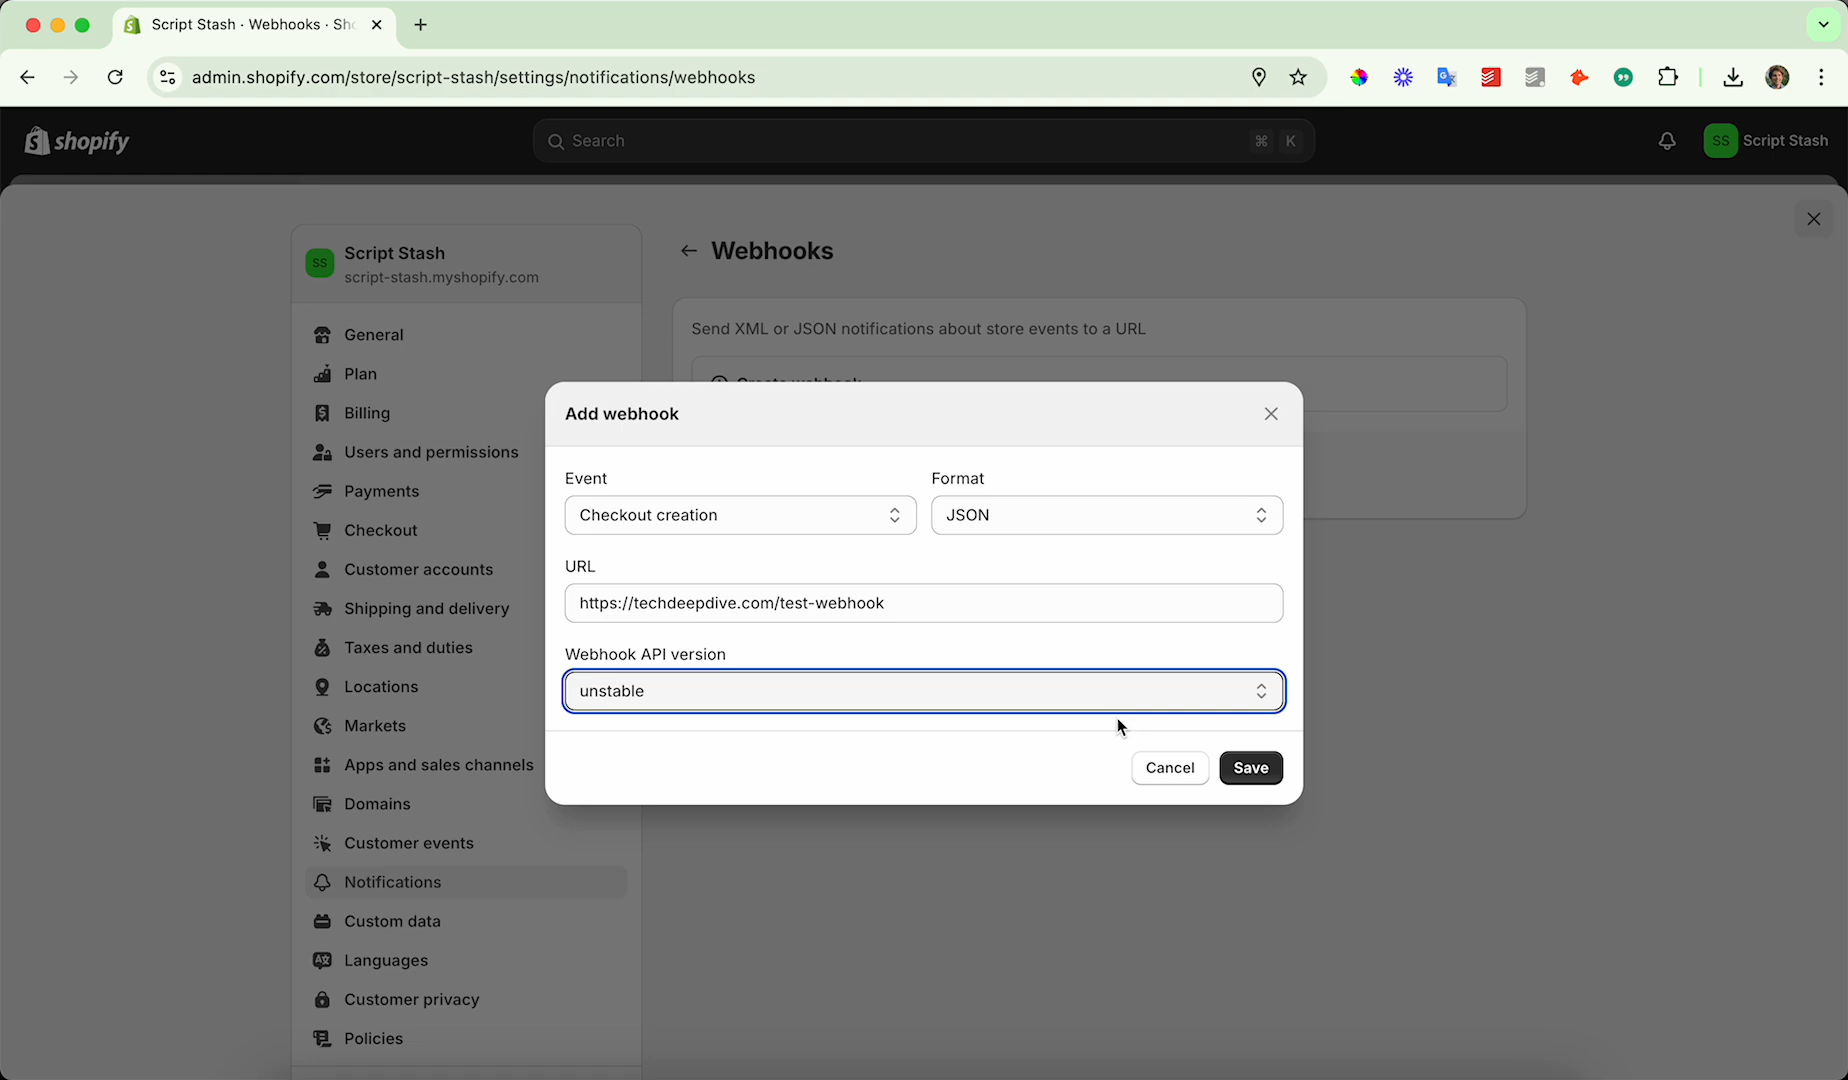 Script Stash · Webhooks · Sho
admin.shopify.com/store/script-stash/settings/notifications/webhooks
shopify
Search
⌘ K
SS Script Stash
SS
Script Stash
script-stash.myshopify.com
General
Plan
Billing
Users and permissions
Payments
Checkout
Customer accounts
Shipping and delivery
Taxes and duties
Locations
Markets
Apps and sales channels
Domains
Customer events
Notifications
Custom data
Languages
Customer privacy
Policies
Webhooks
Send XML or JSON notifications about store events to a URL
Create webhook
Add webhook
Event
Format
Checkout creation
JSON
URL
https://techdeepdive.com/test-webhook
Webhook API version
unstable
Cancel
Save